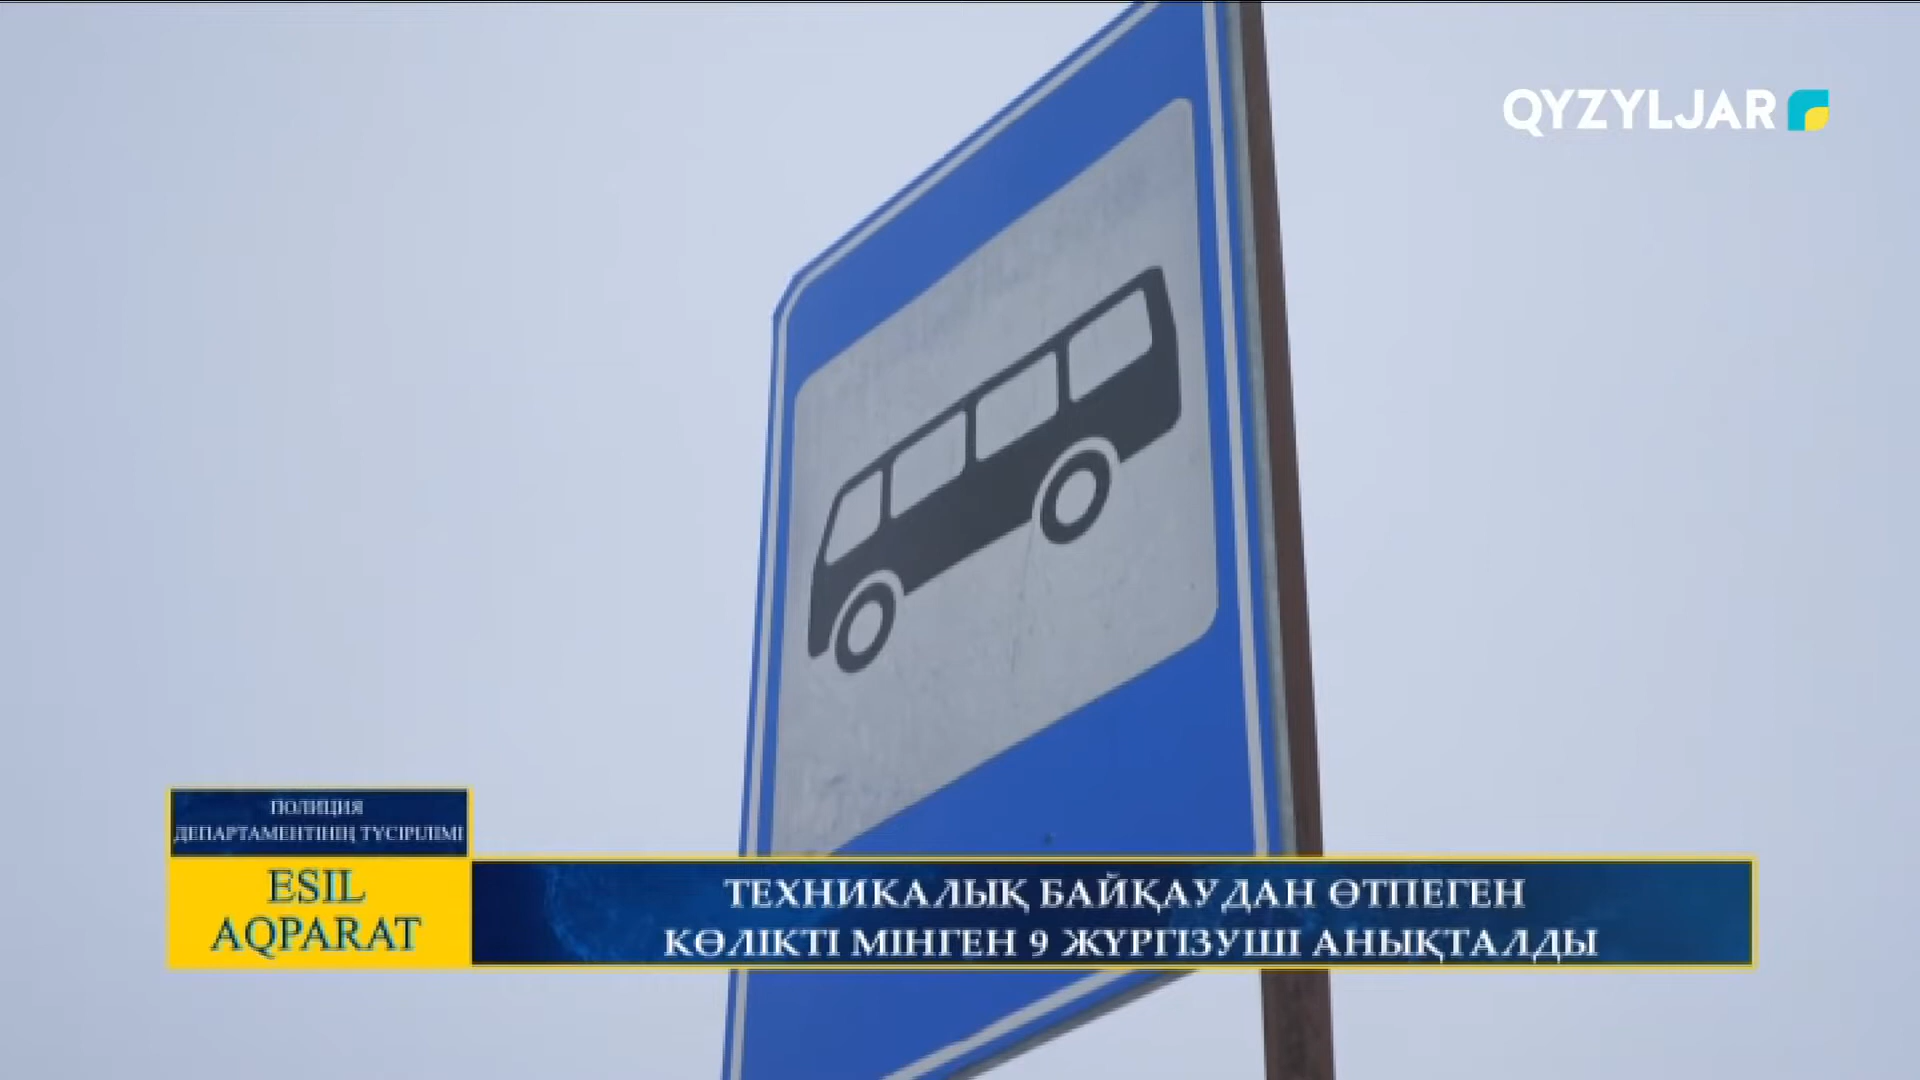 QYZYLJAR
ПОЛИЦИЯ
ДЕПАРТАМЕНТІНІҢ ТҮСІРІЛІМІ
ESIL
AQPARAT
ТЕХНИКАЛЫҚ БАЙҚАУДАН ӨТПЕГЕН
КӨЛІКТІ МІНГЕН 9 ЖҮРГІЗУШІ АНЫҚТАЛДЫ